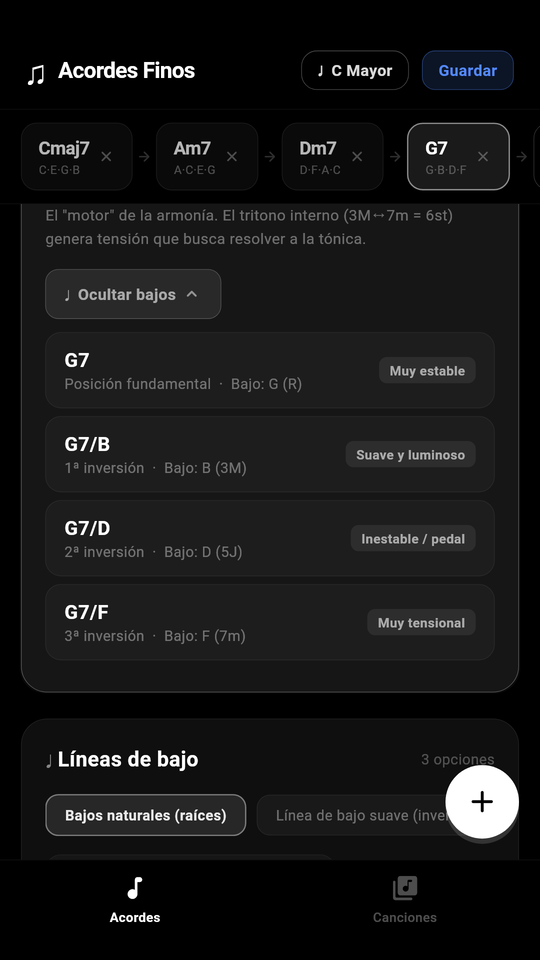 Acordes Finos
C Mayor
Guardar
Cmaj7
C·E·G·B
Am7
A·C·E·G
Dm7
D·F·A·C
G7
G·B·D·F
El "motor" de la armonía. El tritono interno (3M↔7m = 6st)
genera tensión que busca resolver a la tónica.
Ocultar bajos
G7
Posición fundamental · Bajo: G (R)
Muy estable
G7/B
1ª inversión · Bajo: B (3M)
Suave y luminoso
G7/D
2ª inversión · Bajo: D (5J)
Inestable / pedal
G7/F
3ª inversión · Bajo: F (7m)
Muy tensional
Líneas de bajo
3 opciones
Bajos naturales (raíces)
Línea de bajo suave
Acordes
Canciones